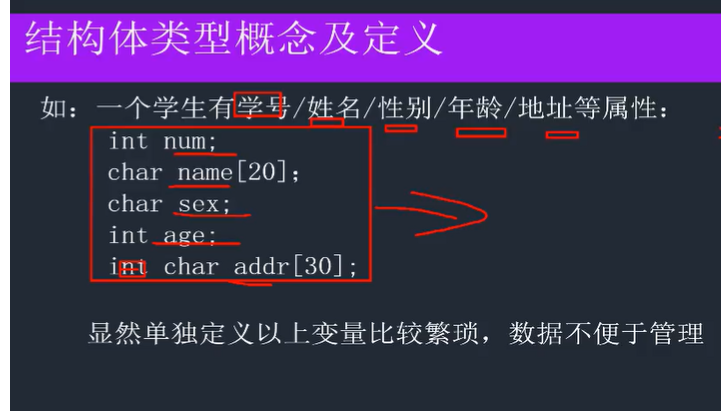 结构体类型概念及定义
如：一个学生有学号/姓名/性别/年龄/地址等属性：
int num;
char name[20];
char sex;
int age;
int char addr[30];
显然单独定义以上变量比较繁琐，数据不便于管理